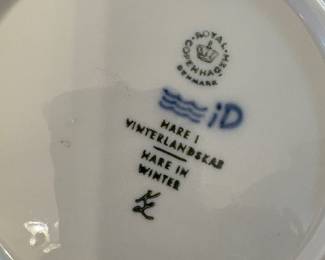 ROYAL COPENHAGEN
DENMARK
iD
HARE I
VINTERLANDSKAB
HARE IN
WINTER